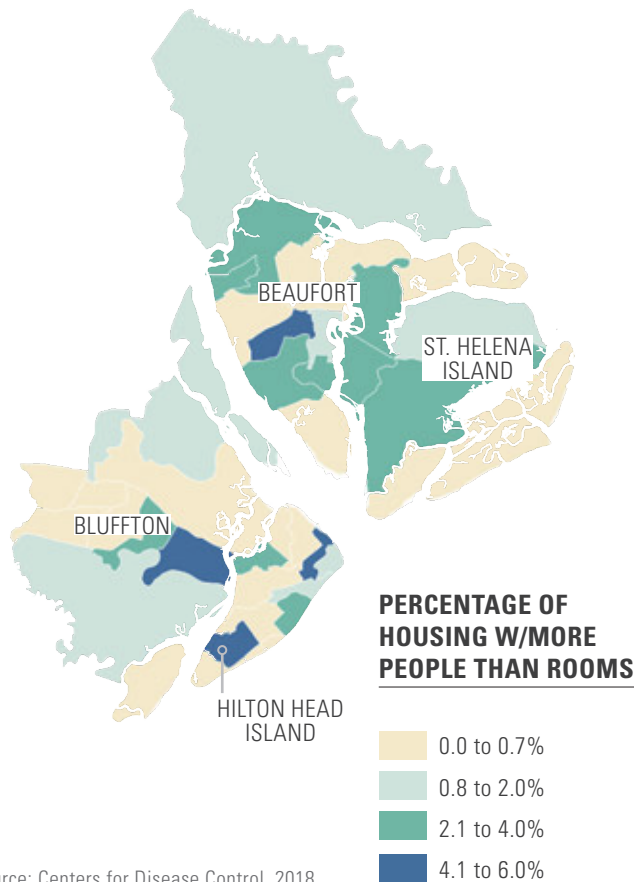 BEAUFORT
ST. HELENA
ISLAND
BLUFFTON
HILTON HEAD
ISLAND
PERCENTAGE OF
HOUSING W/MORE
PEOPLE THAN ROOMS
0.0 to 0.7%
0.8 to 2.0%
2.1 to 4.0%
4.1 to 6.0%
urce: Centers for Disease Control, 2018